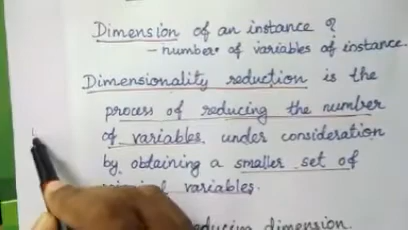 Dimension of an instance ?
- number of variables of instance.
Dimensionality reduction is the
process of reducing the number
of variables under consideration
by obtaining a smaller set of
variables.
dimension.